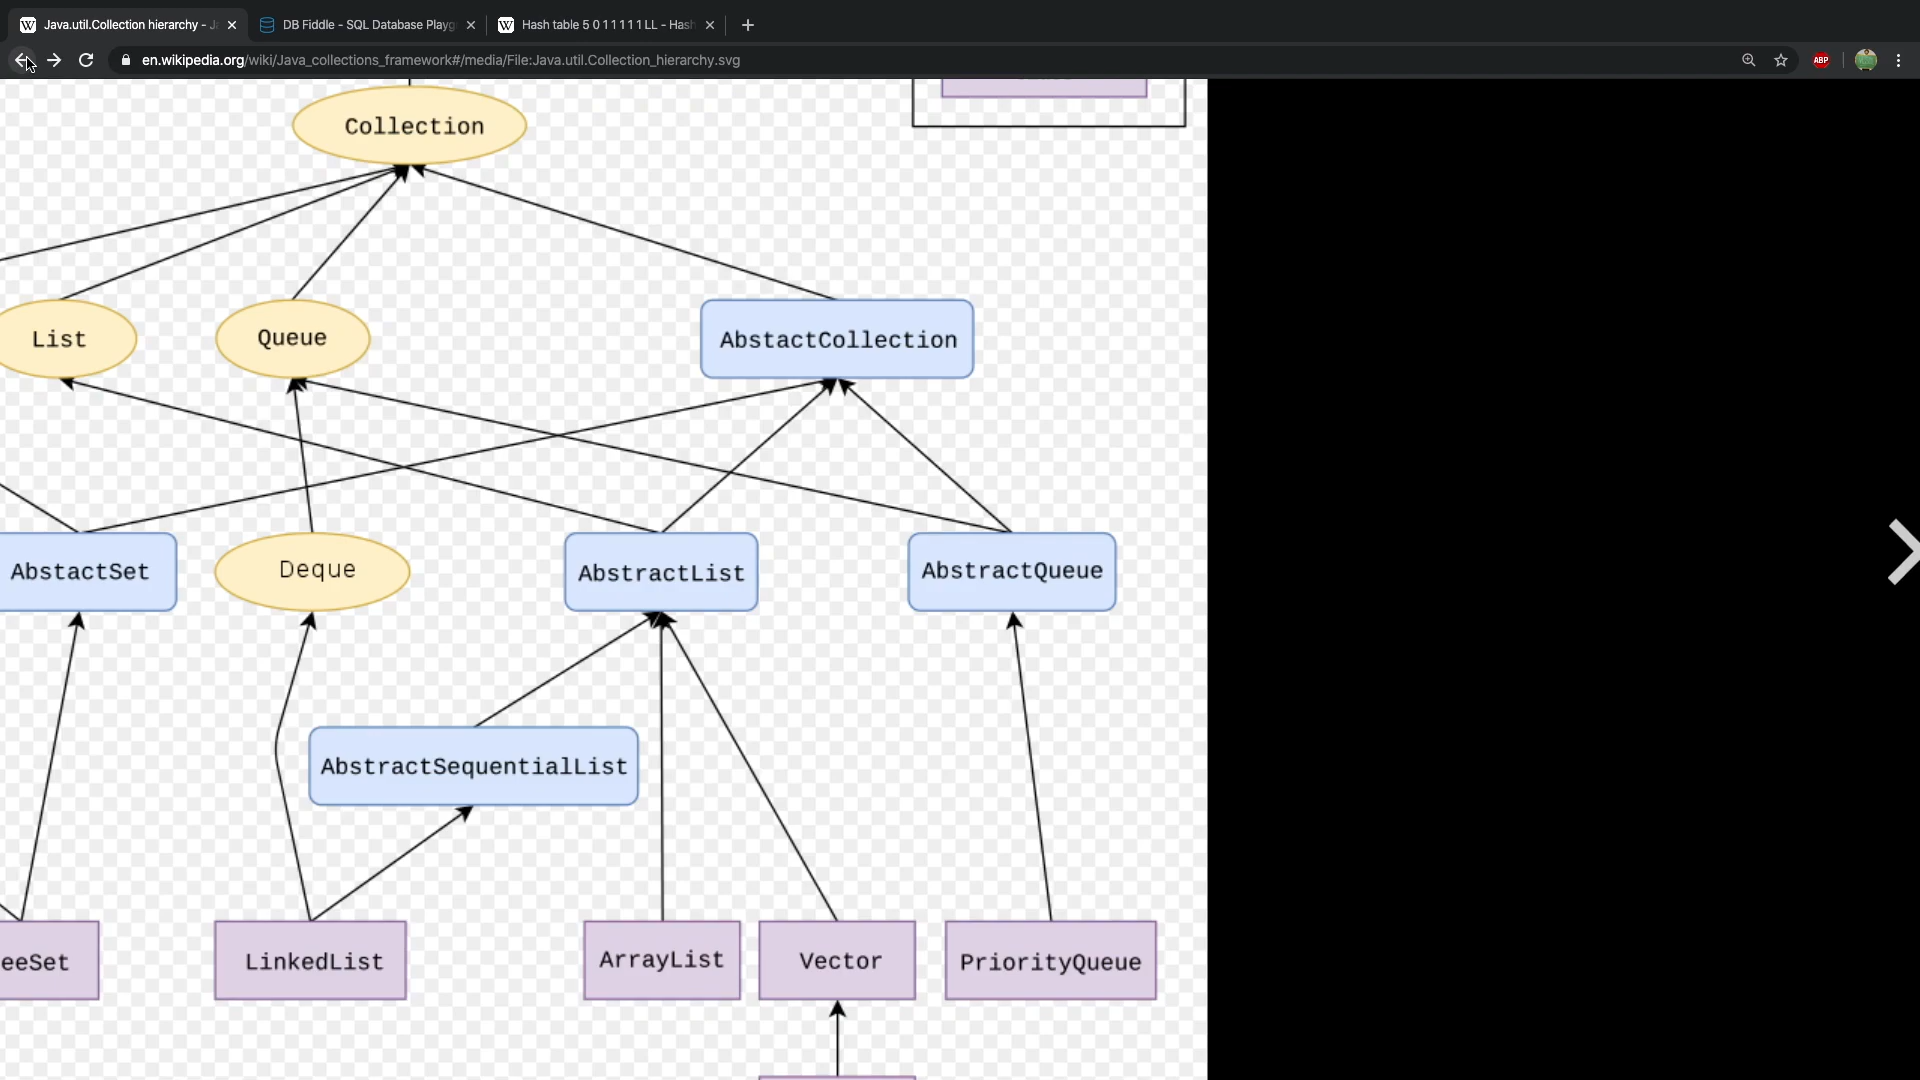 Java.util.Collection hierarchy - J
DB Fiddle - SQL Database Playg
Hash table 5 0 1 1 1 1 1 LL - Hash
en.wikipedia.org/wiki/Java_collections_framework#/media/File:Java.util.Collection_hierarchy.svg
ABP
Collection
List
Queue
AbstactCollection
AbstactSet
Deque
AbstractList
AbstractQueue
AbstractSequentialList
eeSet
LinkedList
ArrayList
Vector
PriorityQueue